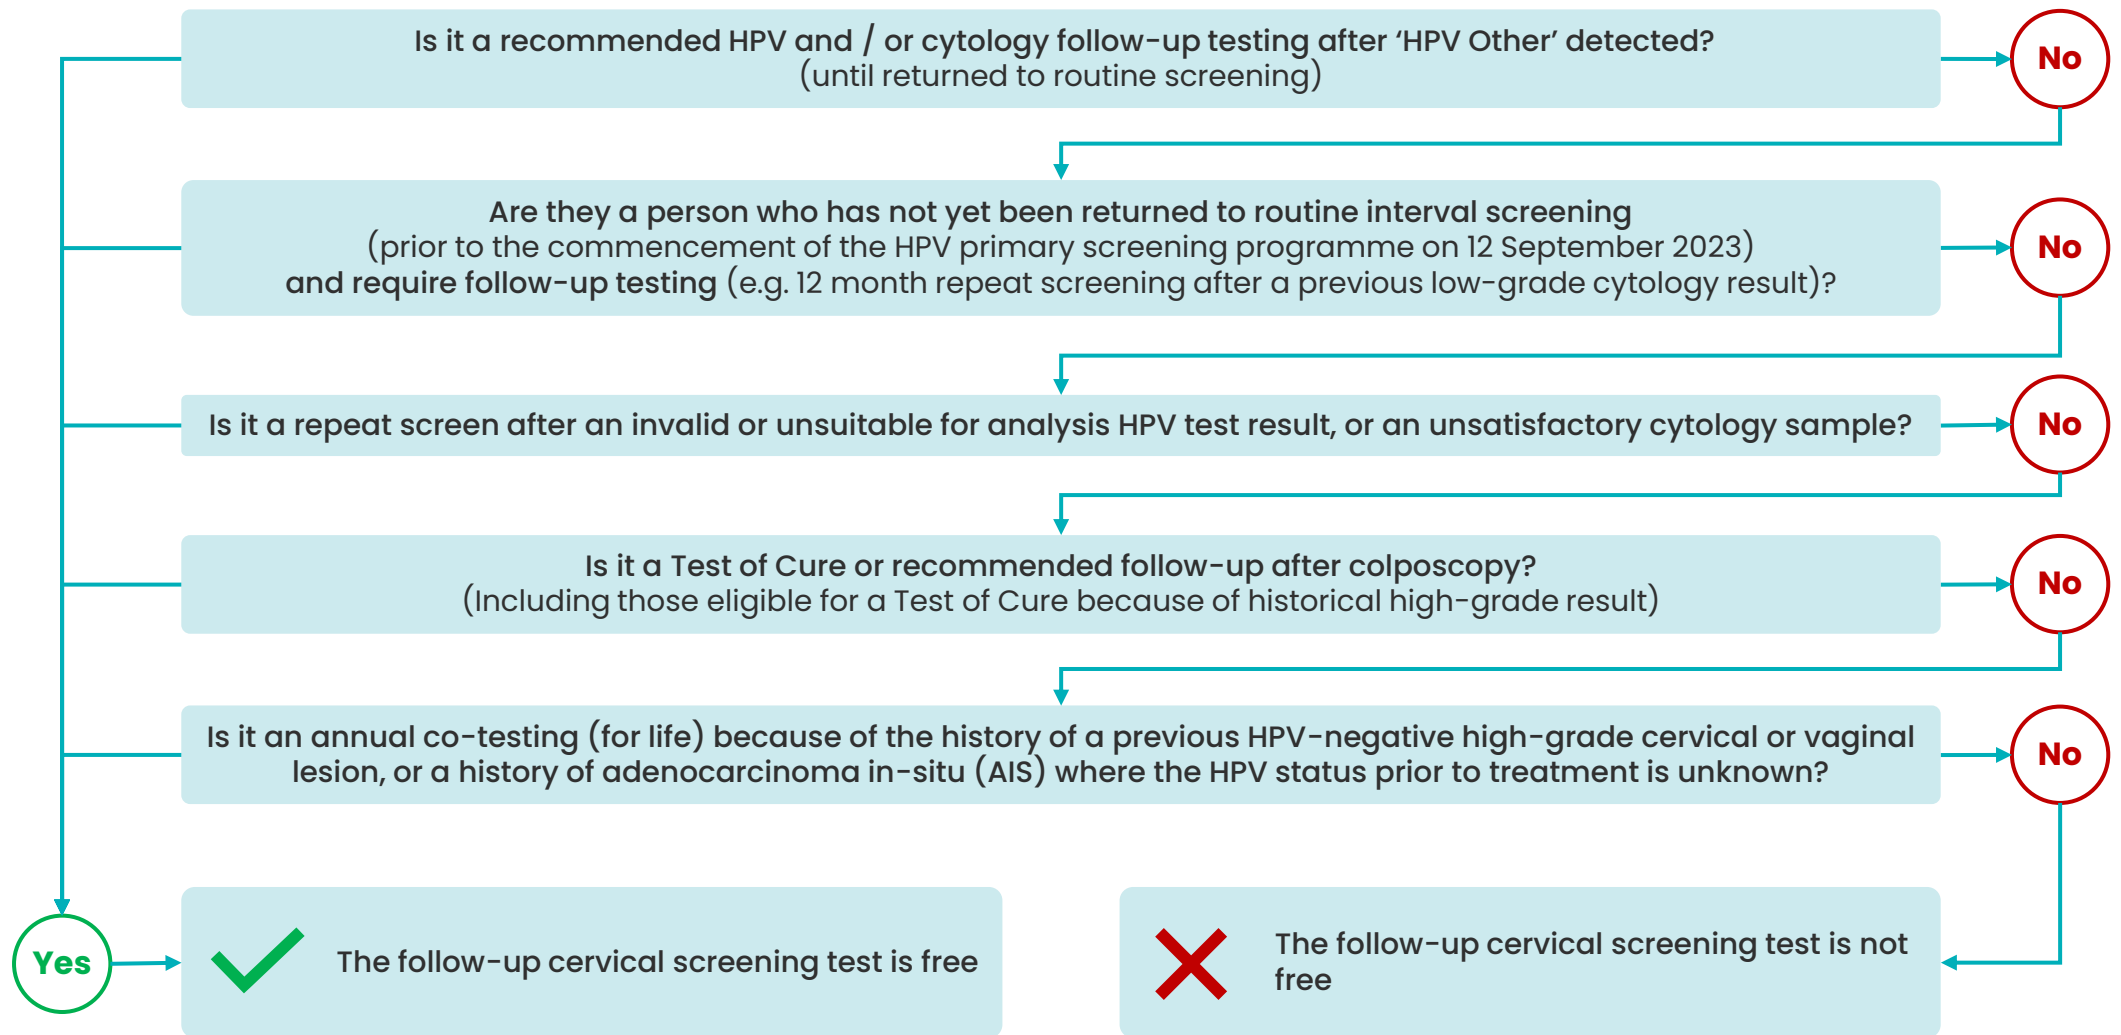 Is it a recommended HPV and / or cytology follow-up testing after ‘HPV Other’ detected?
(until returned to routine screening)
No
Are they a person who has not yet been returned to routine interval screening
(prior to the commencement of the HPV primary screening programme on 12 September 2023)
and require follow-up testing (e.g. 12 month repeat screening after a previous low-grade cytology result)?
No
Is it a repeat screen after an invalid or unsuitable for analysis HPV test result, or an unsatisfactory cytology sample?
No
Is it a Test of Cure or recommended follow-up after colposcopy?
(Including those eligible for a Test of Cure because of historical high-grade result)
No
Is it an annual co-testing (for life) because of the history of a previous HPV-negative high-grade cervical or vaginal
lesion, or a history of adenocarcinoma in-situ (AIS) where the HPV status prior to treatment is unknown?
No
Yes
The follow-up cervical screening test is free
The follow-up cervical screening test is not
free